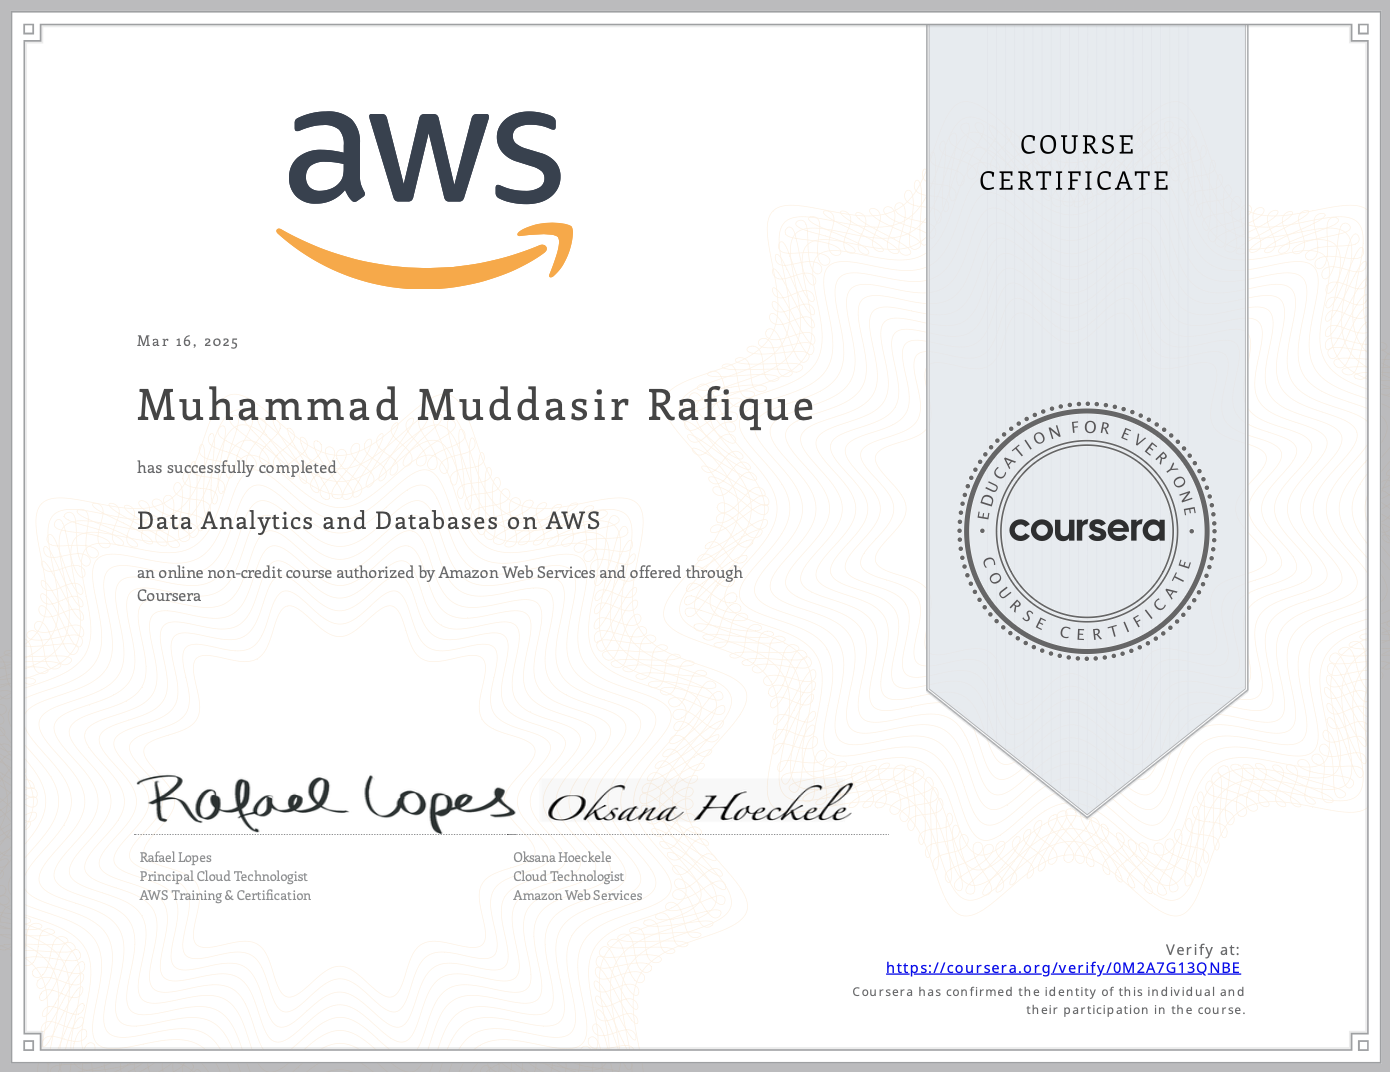 aws
COURSE
CERTIFICATE
Mar 16, 2025
Muhammad Muddasir Rafique
has successfully completed
Data Analytics and Databases on AWS
an online non-credit course authorized by Amazon Web Services and offered through
Coursera
EDUCATION FOR EVERYONE
coursera
COURSE CERTIFICATE
Rafael Lopes
Oksana Hoeckele
Rafael Lopes
Principal Cloud Technologist
AWS Training & Certification
Oksana Hoeckele
Cloud Technologist
Amazon Web Services
Verify at:
https://coursera.org/verify/0M2A7G13QNBE
Coursera has confirmed the identity of this individual and
their participation in the course.